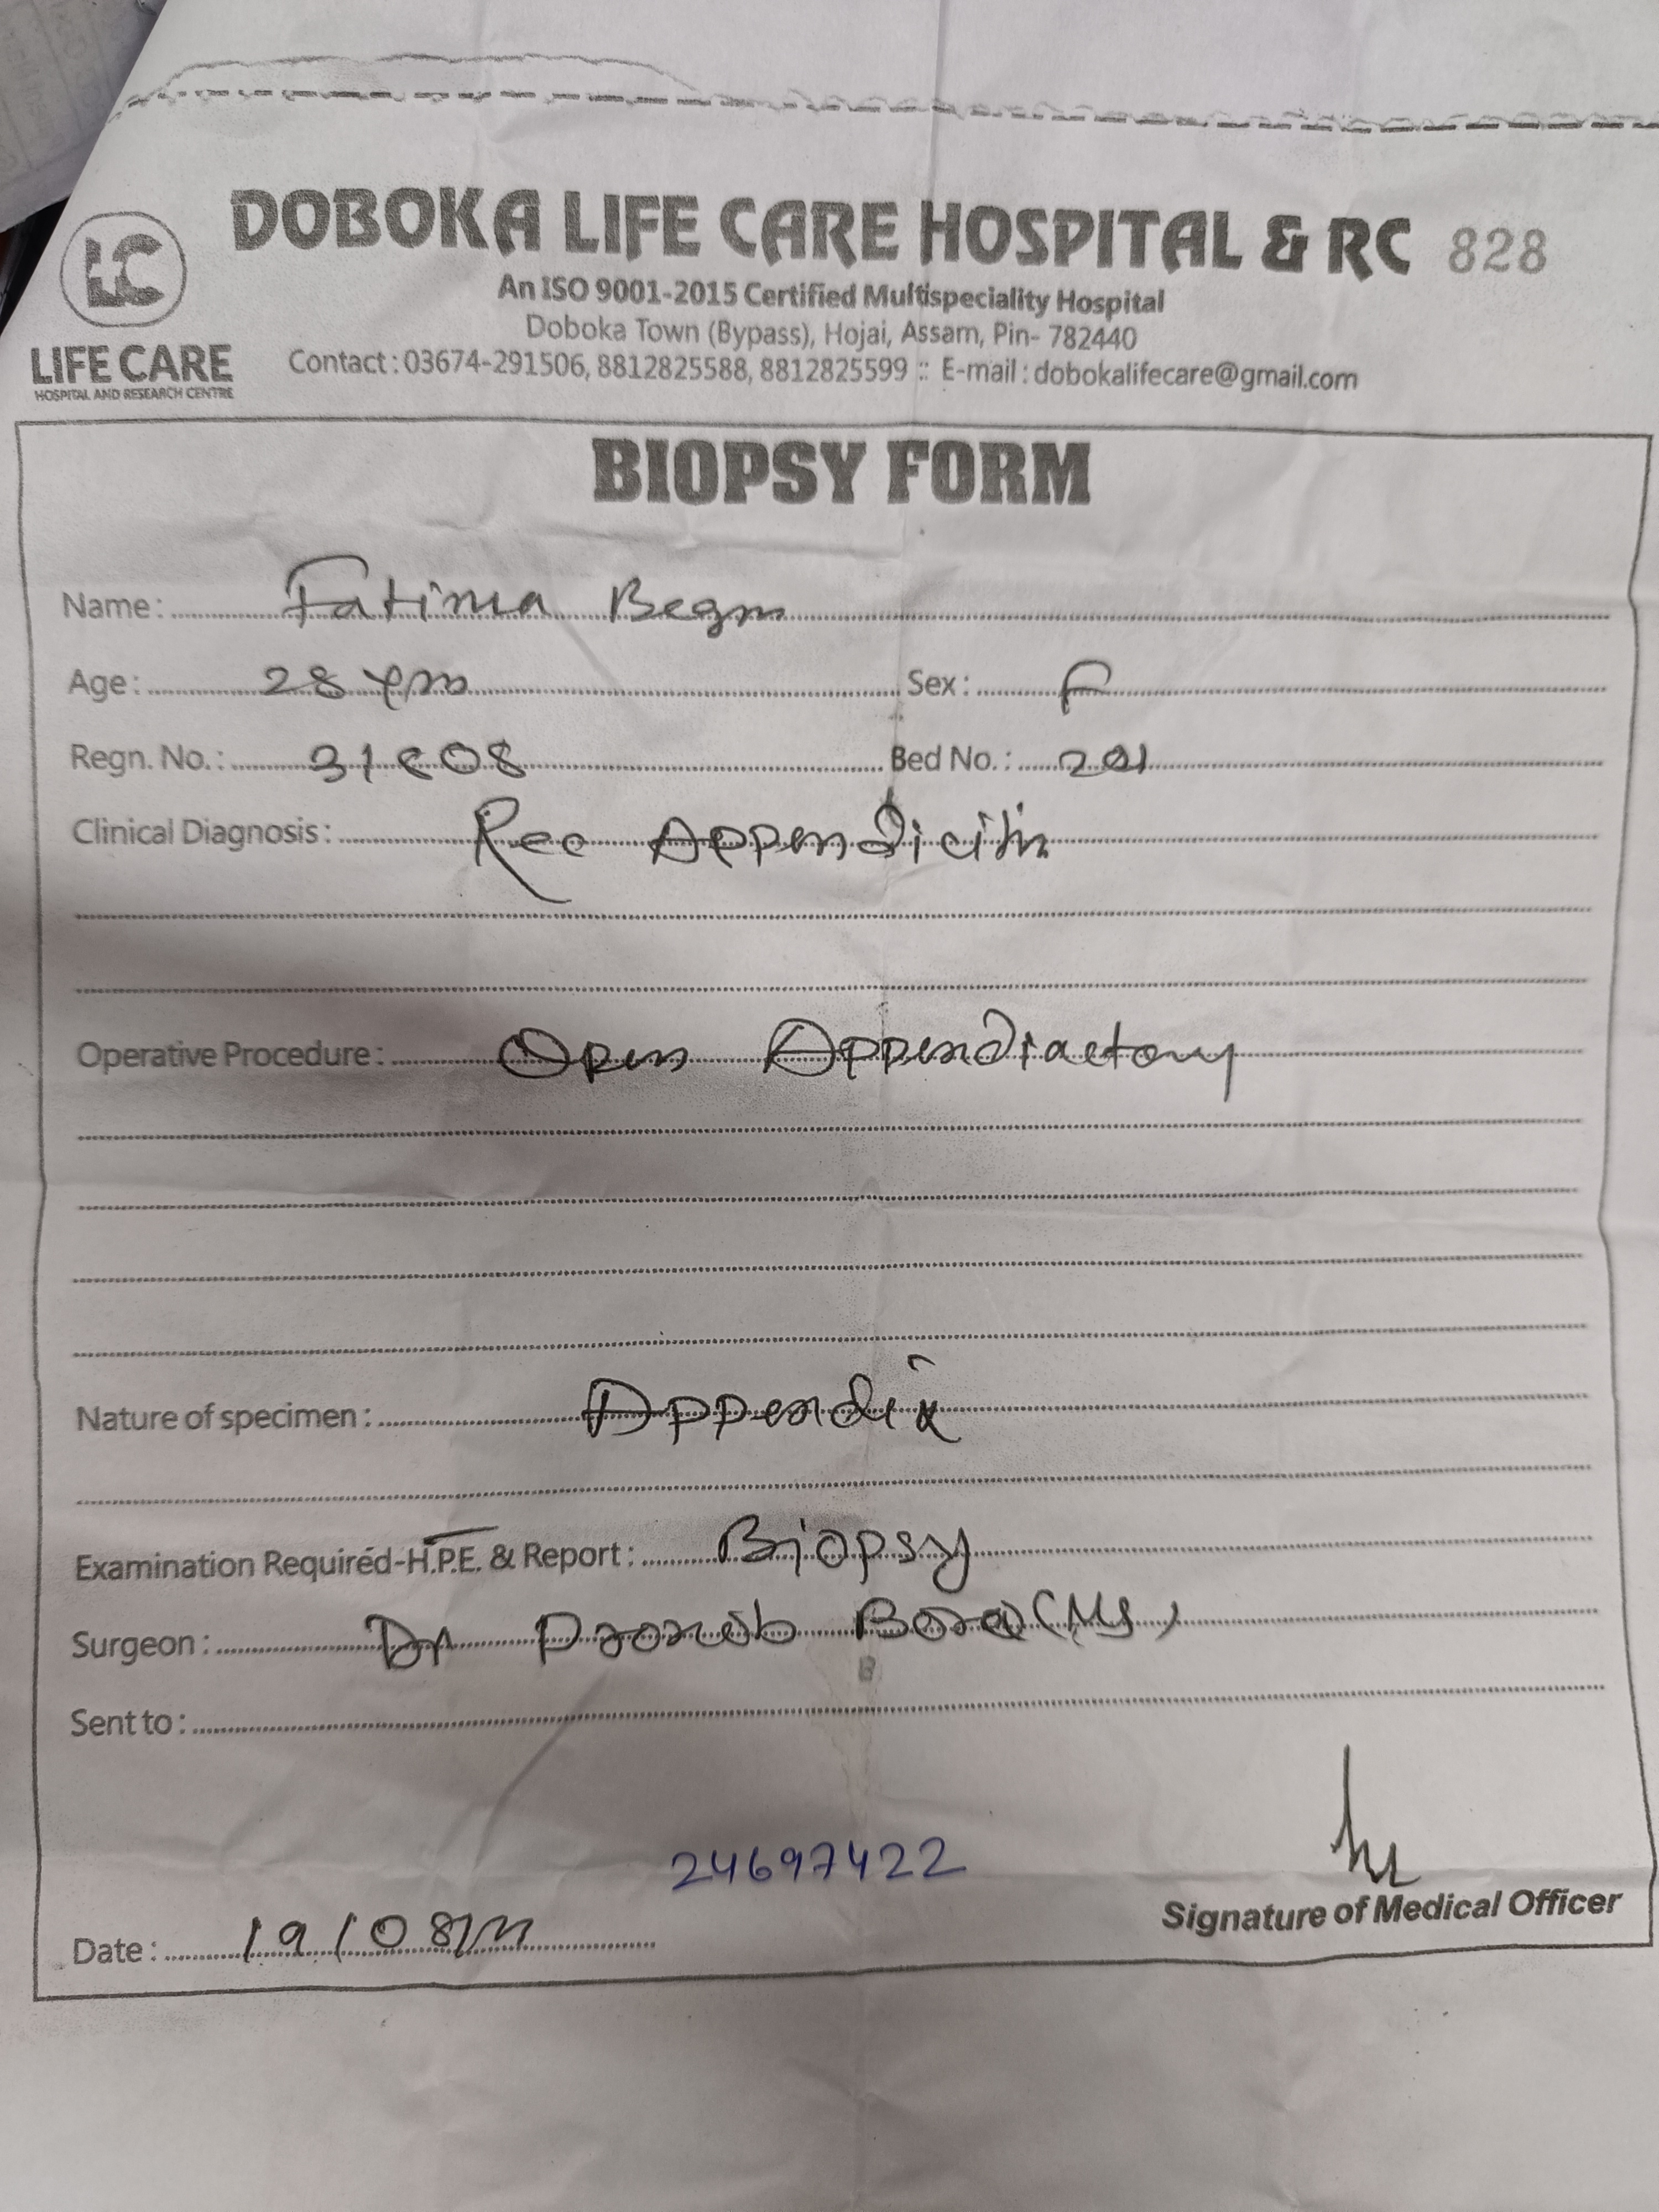 DOBOKA LIFE CARE HOSPITAL & RC 828
An ISO 9001-2015 Certified Multispeciality Hospital
Doboka Town (Bypass), Hojai, Assam, Pin- 782440
Contact : 03674-291506, 8812825588, 8812825599 :: E-mail : dobokalifecare@gmail.com
LC
LIFE CARE
HOSPITAL AND RESEARCH CENTRE
BIOPSY FORM
Name : Fatima Begm
Age : 28 yrs Sex : F
Regn. No. : Bed No. : 201
Clinical Diagnosis : Rec Appendicitis
Operative Procedure : Open
Nature of specimen : Appendix
Examination Required-H.P.E. & Report : Biopsy
Surgeon : Dr Bora (MS)
Sent to :
24697422
Signature of Medical Officer
Date : 19/08/